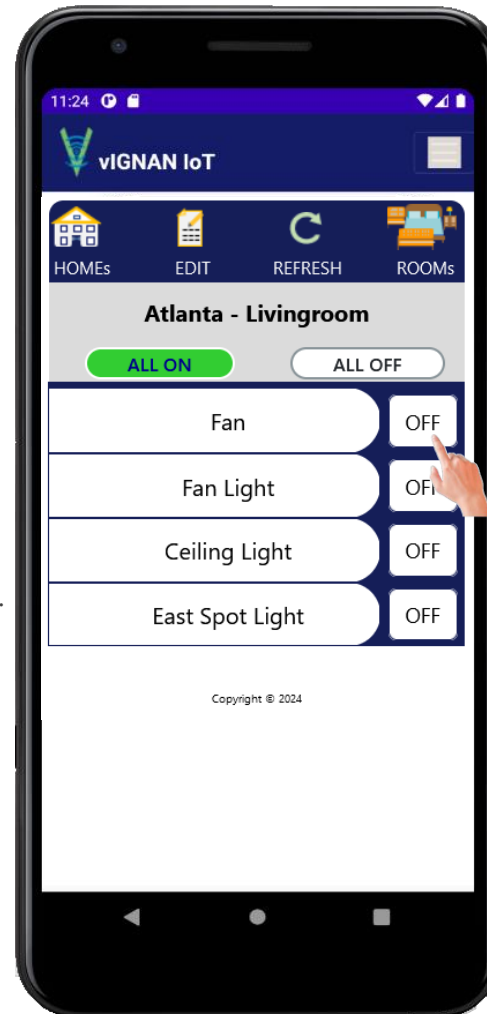 11:24
vIGNAN IoT
HOMEs EDIT REFRESH ROOMs
Atlanta - Livingroom
ALL ON ALL OFF
Fan OFF
Fan Light OFF
Ceiling Light OFF
East Spot Light OFF
Copyright © 2024
.